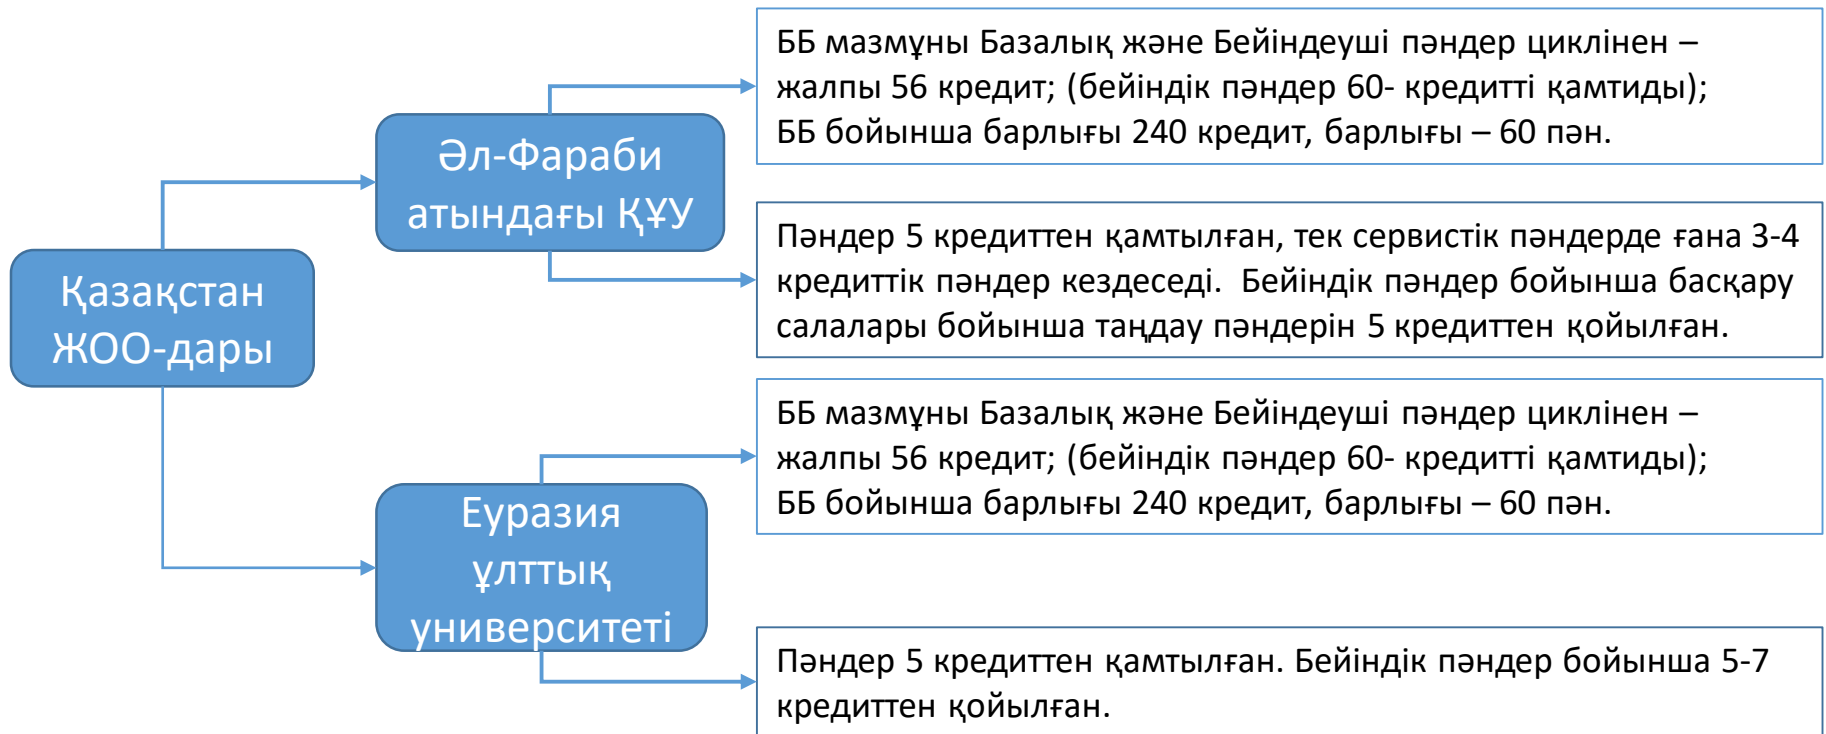 Қазақстан
ЖОО-дары
Әл-Фараби
атындағы ҚҰУ
ББ мазмұны Базалық және Бейіндеуші пәндер циклінен –
жалпы 56 кредит; (бейіндік пәндер 60- кредитті қамтиды);
ББ бойынша барлығы 240 кредит, барлығы – 60 пән.
Пәндер 5 кредиттен қамтылған, тек сервистік пәндерде ғана 3-4
кредиттік пәндер кездеседі.  Бейіндік пәндер бойынша басқару
салалары бойынша таңдау пәндерін 5 кредиттен қойылған.
Еуразия
ұлттық
университеті
ББ мазмұны Базалық және Бейіндеуші пәндер циклінен –
жалпы 56 кредит; (бейіндік пәндер 60- кредитті қамтиды);
ББ бойынша барлығы 240 кредит, барлығы – 60 пән.
Пәндер 5 кредиттен қамтылған. Бейіндік пәндер бойынша 5-7
кредиттен қойылған.